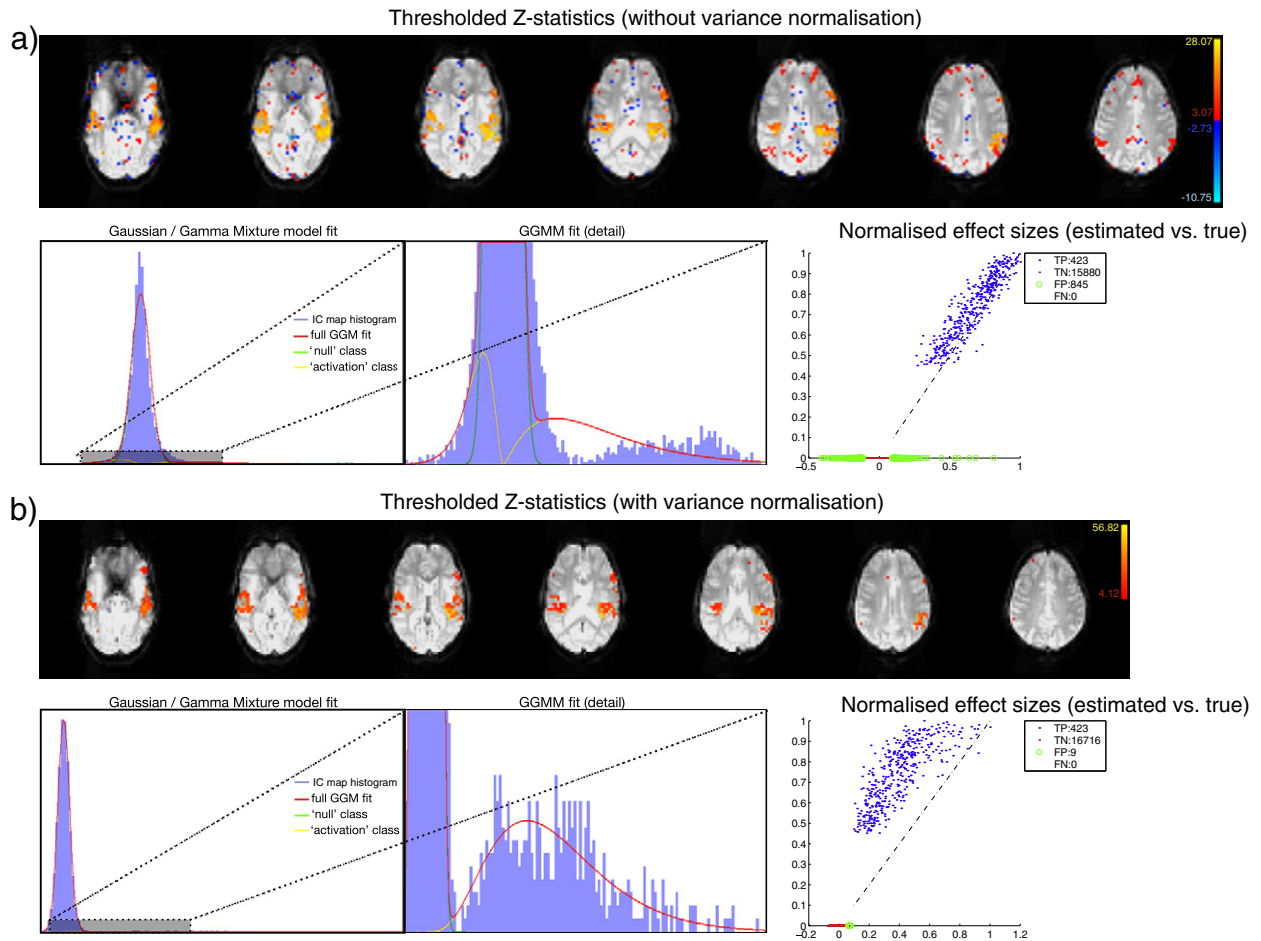 Thresholded Z-statistics (without variance normalisation)
a)
28.07
3.07
-2.73
-10.75
Gaussian / Gamma Mixture model fit
IC map histogram
full GGM fit
'null' class
'activation' class
GGMM fit (detail)
Normalised effect sizes (estimated vs. true)
1
0.9
0.8
0.7
0.6
0.5
0.4
0.3
0.2
0.1
0
−0.5 0 0.5 1
TP:423
TN:15880
FP:845
FN:0
Thresholded Z-statistics (with variance normalisation)
b)
56.82
4.12
Gaussian / Gamma Mixture model fit
IC map histogram
full GGM fit
'null' class
'activation' class
GGMM fit (detail)
Normalised effect sizes (estimated vs. true)
1
0.9
0.8
0.7
0.6
0.5
0.4
0.3
0.2
0.1
0
−0.2 0 0.2 0.4 0.6 0.8 1 1.2
TP:423
TN:16716
FP:9
FN:0